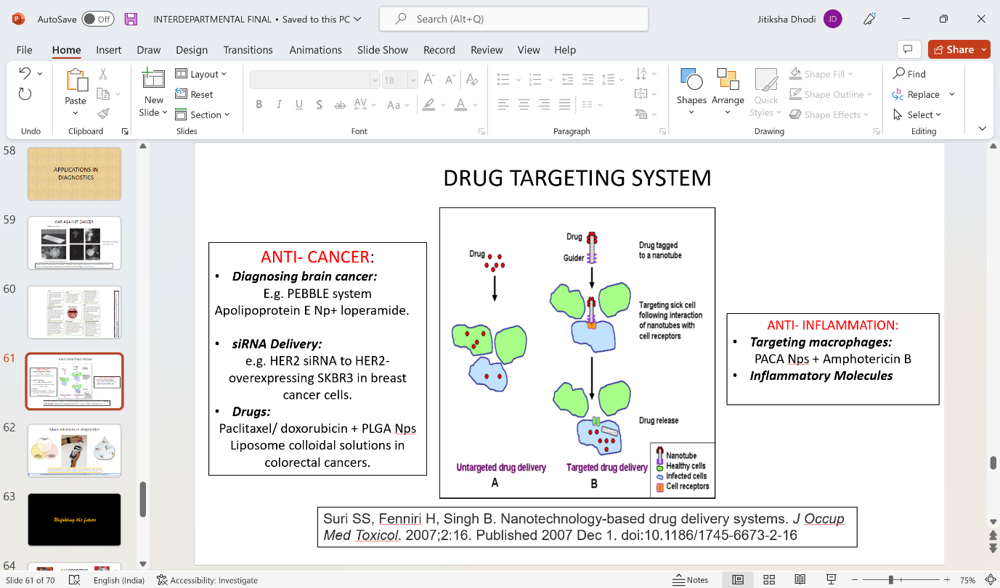 AutoSave Off INTERDEPARTMENTAL FINAL • Saved to this PC Search (Alt+Q) Jitiksha Dhodi JD
File Home Insert Draw Design Transitions Animations Slide Show Record Review View Help Share
Paste
New
Slide
Layout
Reset
Section
18
B I U S ab AV Aa A
Shapes Arrange Quick
Styles
Shape Fill
Shape Outline
Shape Effects
Find
Replace
Select
Undo Clipboard Slides Font Paragraph Drawing Editing
58
APPLICATIONS IN
DIAGNOSTICS
59
WAR AGAINST CANCER
60
61
DRUG TARGETING SYSTEM
62
More advances in diagnostics
63
Unfolding the future
64
DRUG TARGETING SYSTEM
ANTI- CANCER:
• Diagnosing brain cancer:
E.g. PEBBLE system
Apolipoprotein E Np+ loperamide.
• siRNA Delivery:
e.g. HER2 siRNA to HER2-
overexpressing SKBR3 in breast
cancer cells.
• Drugs:
Paclitaxel/ doxorubicin + PLGA Nps
Liposome colloidal solutions in
colorectal cancers.
Drug
Drug
Guider
Drug tagged
to a nanotube
Targeting sick cell
following interaction
of nanotubes with
cell receptors
Drug release
Untargeted drug delivery
A
Targeted drug delivery
B
Nanotube
Healthy cells
Infected cells
Cell receptors
ANTI- INFLAMMATION:
• Targeting macrophages:
PACA Nps + Amphotericin B
• Inflammatory Molecules
Suri SS, Fenniri H, Singh B. Nanotechnology-based drug delivery systems. J Occup
Med Toxicol. 2007;2:16. Published 2007 Dec 1. doi:10.1186/1745-6673-2-16
Slide 61 of 70 English (India) Accessibility: Investigate Notes 75%